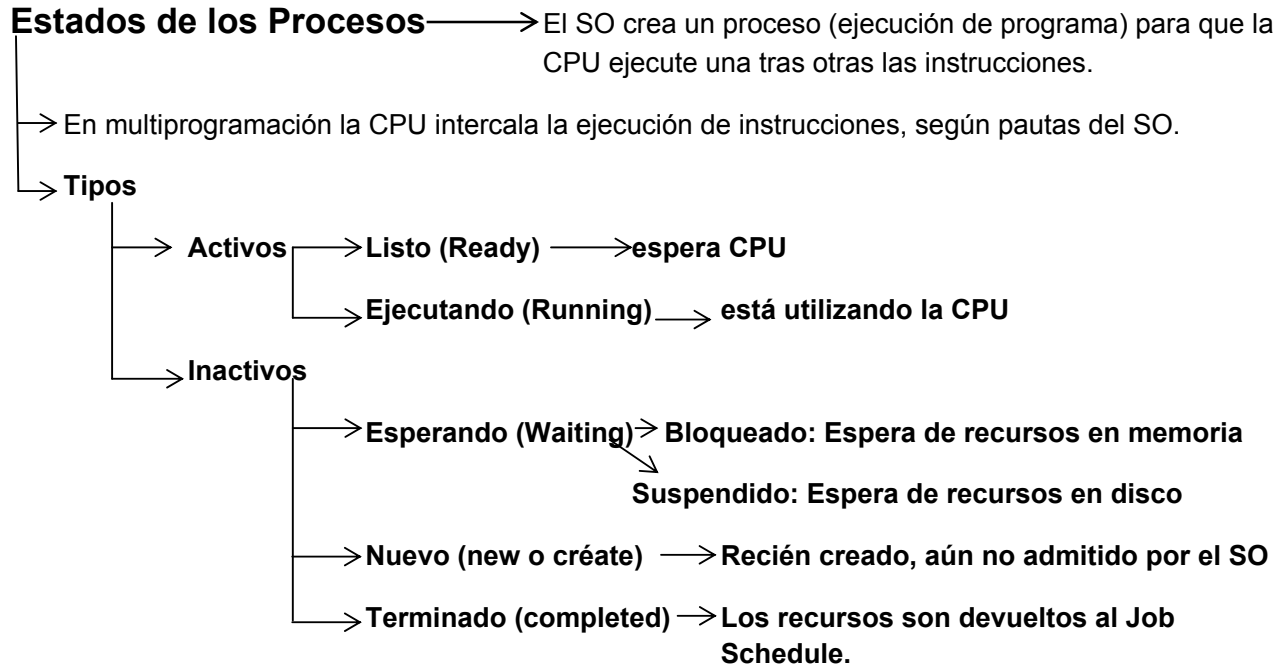 Estados de los Procesos
El SO crea un proceso (ejecución de programa) para que la
CPU ejecute una tras otras las instrucciones.
En multiprogramación la CPU intercala la ejecución de instrucciones, según pautas del SO.
Tipos
Activos
Listo (Ready)
espera CPU
Ejecutando (Running)
está utilizando la CPU
Inactivos
Esperando (Waiting)
Bloqueado: Espera de recursos en memoria
Suspendido: Espera de recursos en disco
Nuevo (new o créate)
Recién creado, aún no admitido por el SO
Terminado (completed)
Los recursos son devueltos al Job
Schedule.